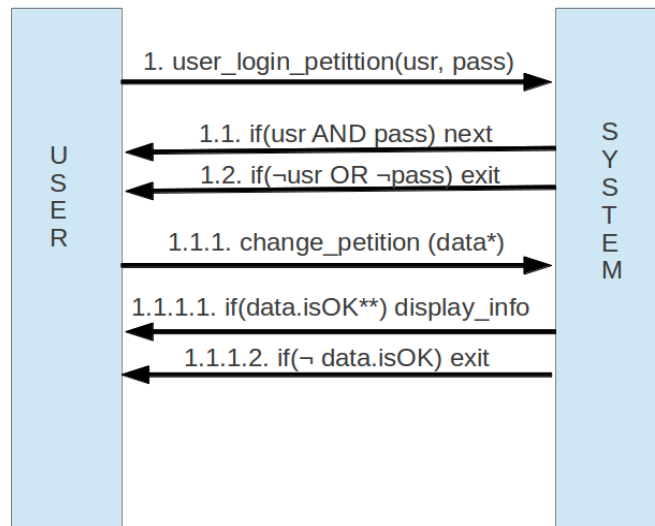 1. user_login_petittion(usr, pass)
1.1. if(usr AND pass) next
1.2. if(¬usr OR ¬pass) exit
1.1.1. change_petition (data*)
1.1.1.1. if(data.isOK**) display_info
1.1.1.2. if(¬ data.isOK) exit
USER
SYSTEM